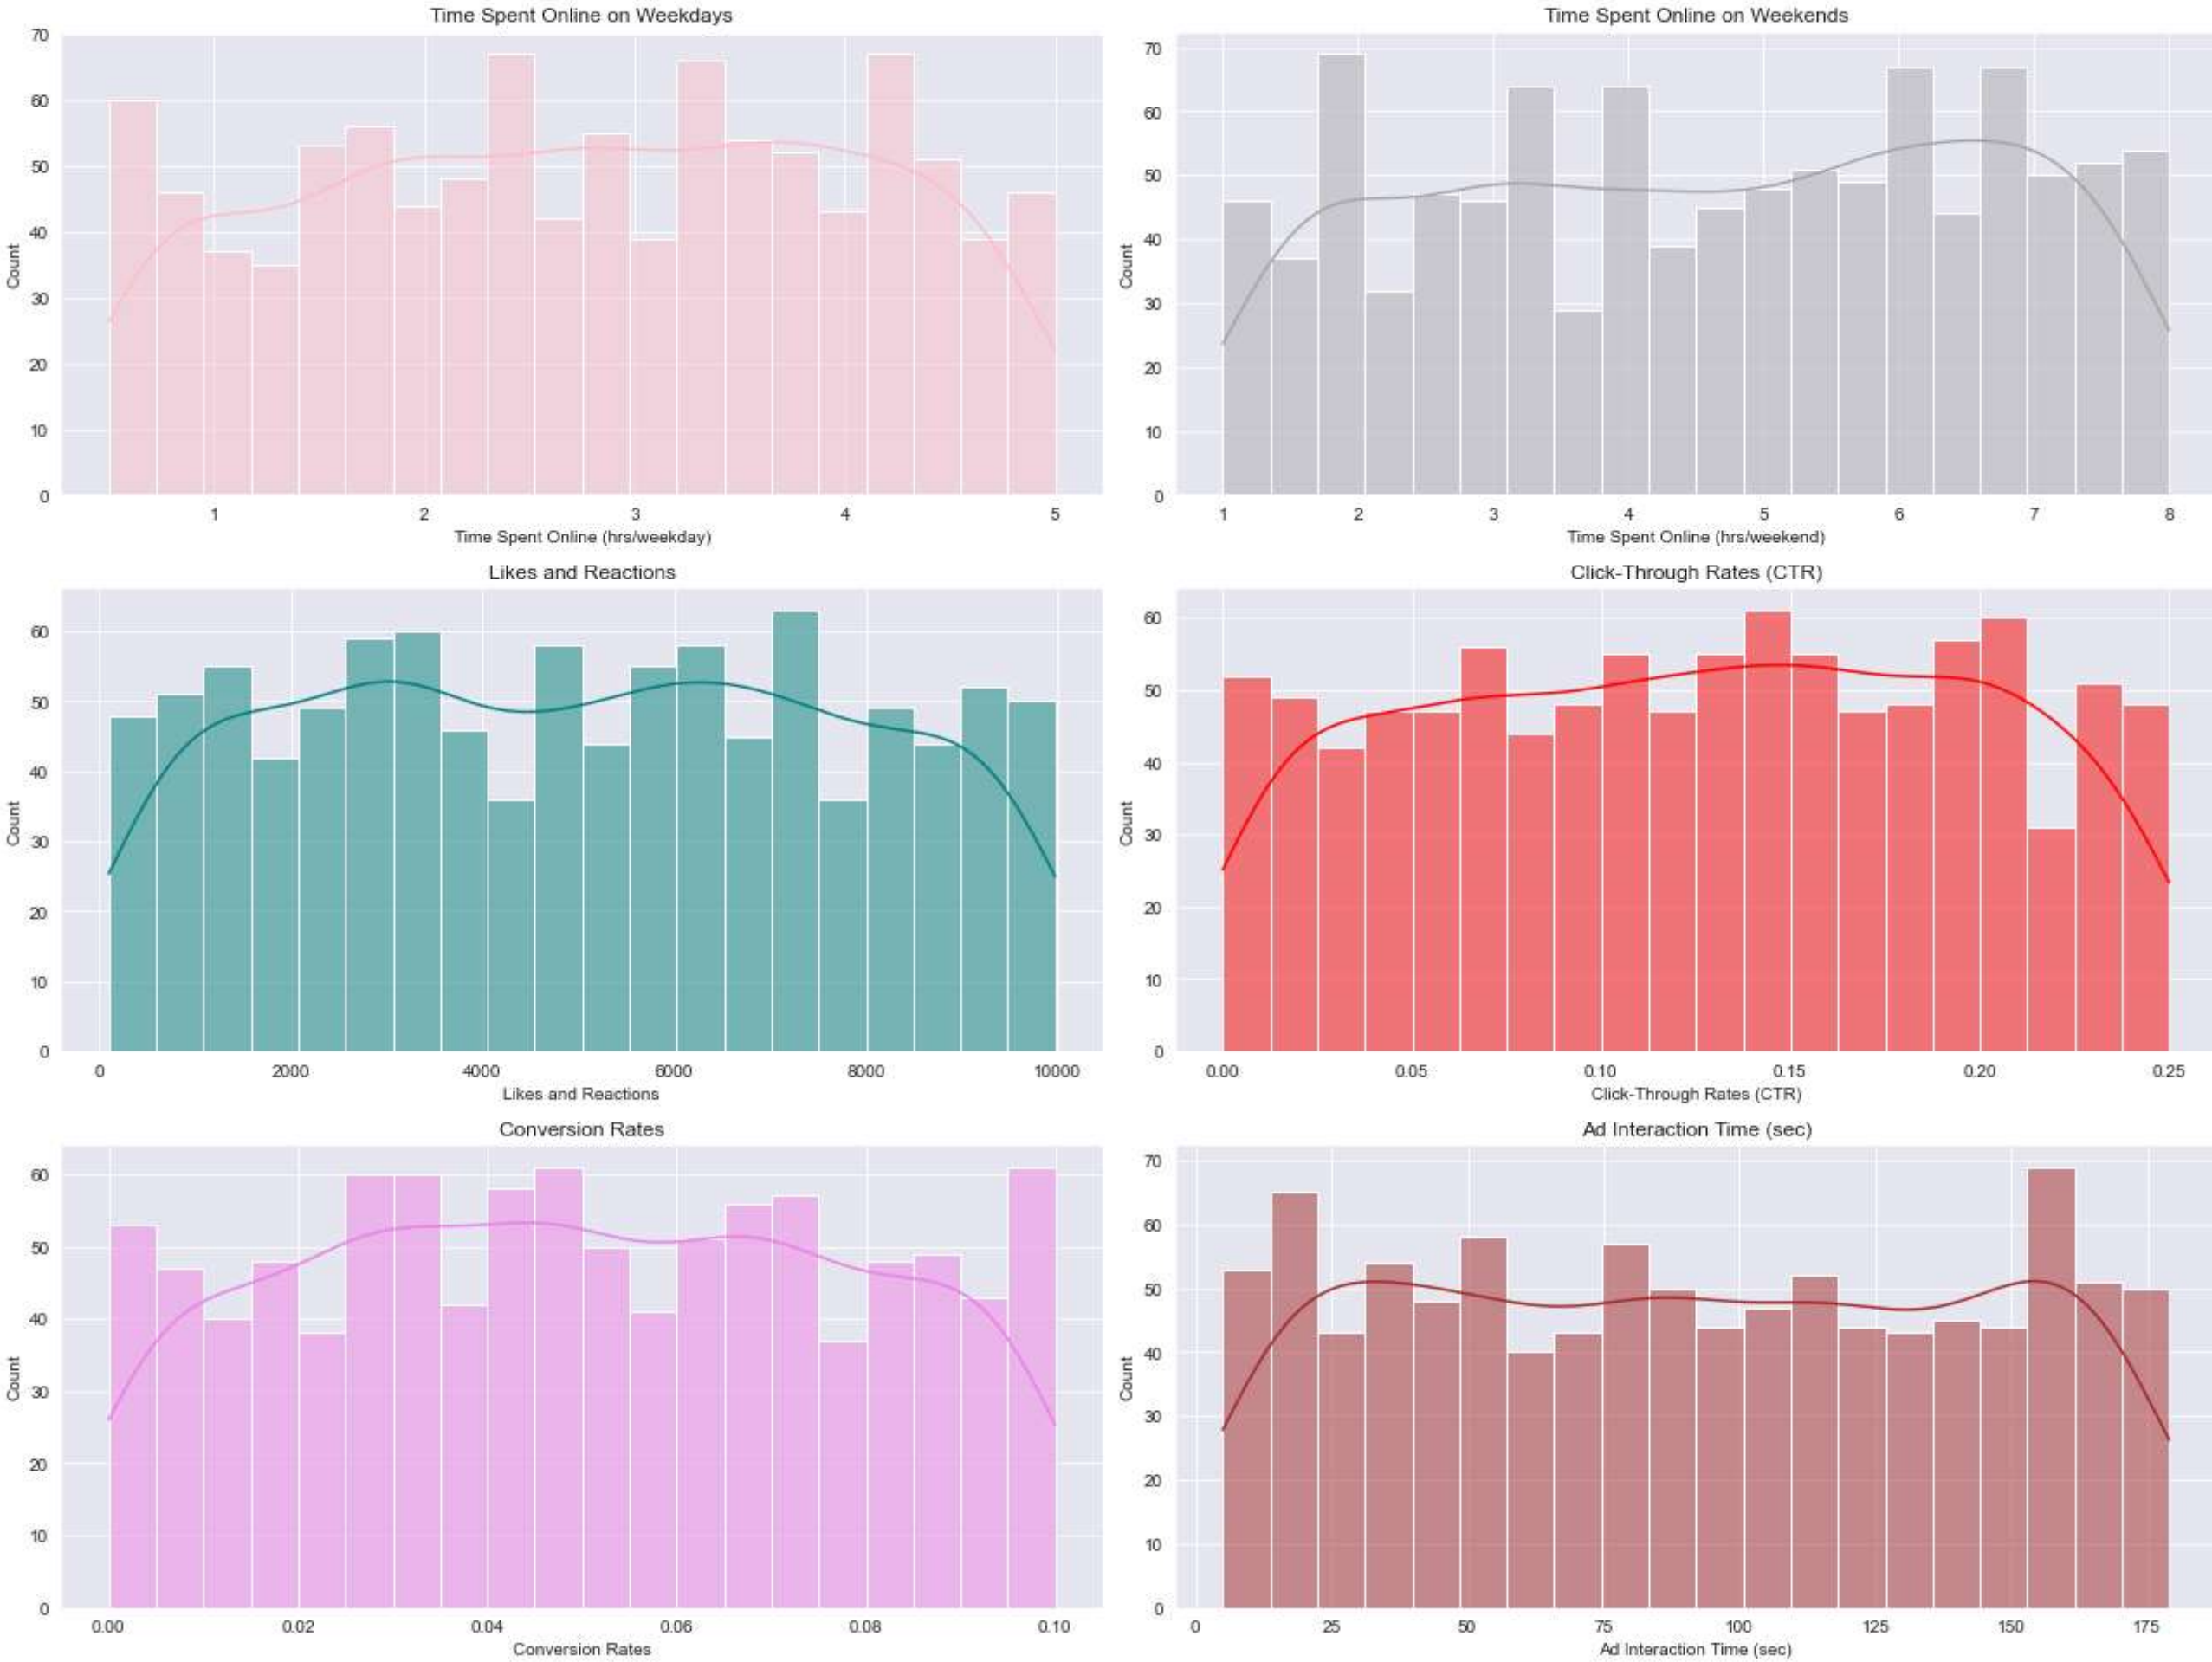 Time Spent Online on Weekdays
70
60
50
40
30
20
10
0
Count
1 2 3 4 5
Time Spent Online (hrs/weekday)
Time Spent Online on Weekends
70
60
50
40
30
20
10
0
Count
1 2 3 4 5 6 7 8
Time Spent Online (hrs/weekend)
Likes and Reactions
60
50
40
30
20
10
0
Count
0 2000 4000 6000 8000 10000
Likes and Reactions
Click-Through Rates (CTR)
60
50
40
30
20
10
0
Count
0.00 0.05 0.10 0.15 0.20 0.25
Click-Through Rates (CTR)
Conversion Rates
60
50
40
30
20
10
0
Count
0.00 0.02 0.04 0.06 0.08 0.10
Conversion Rates
Ad Interaction Time (sec)
70
60
50
40
30
20
10
0
Count
0 25 50 75 100 125 150 175
Ad Interaction Time (sec)